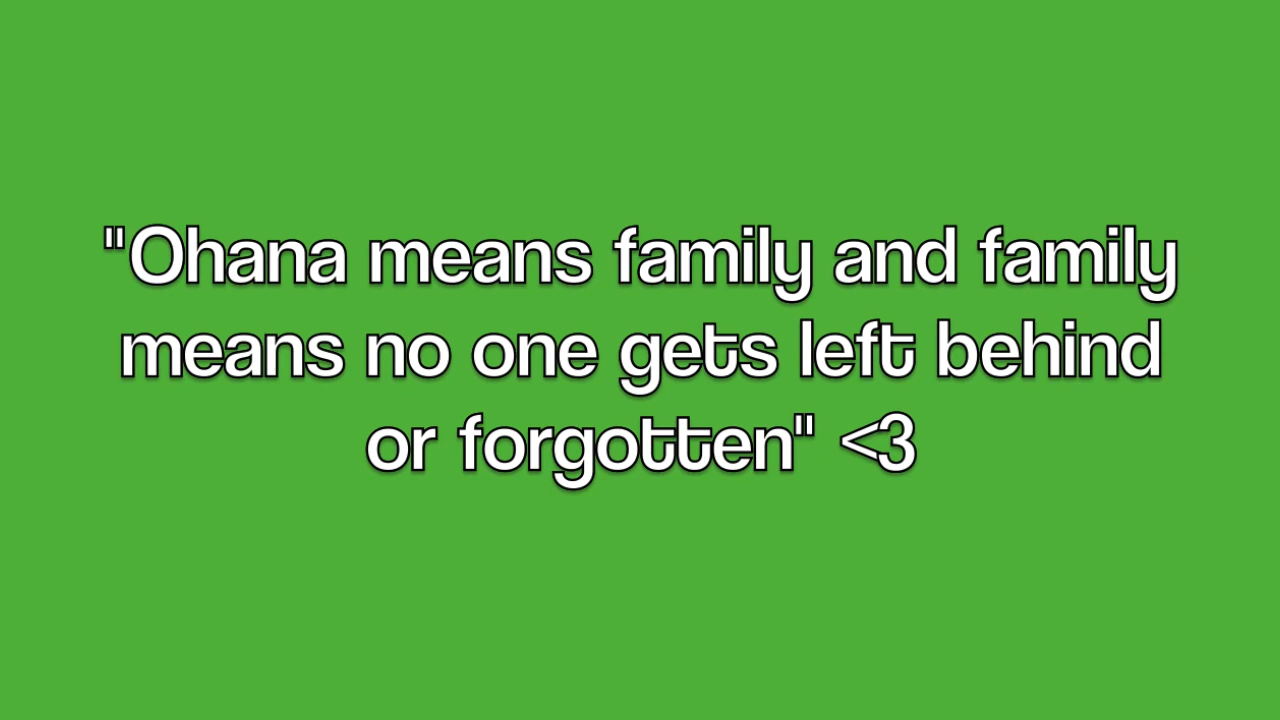 "Ohana means family and family
means no one gets left behind
or forgotten" <3